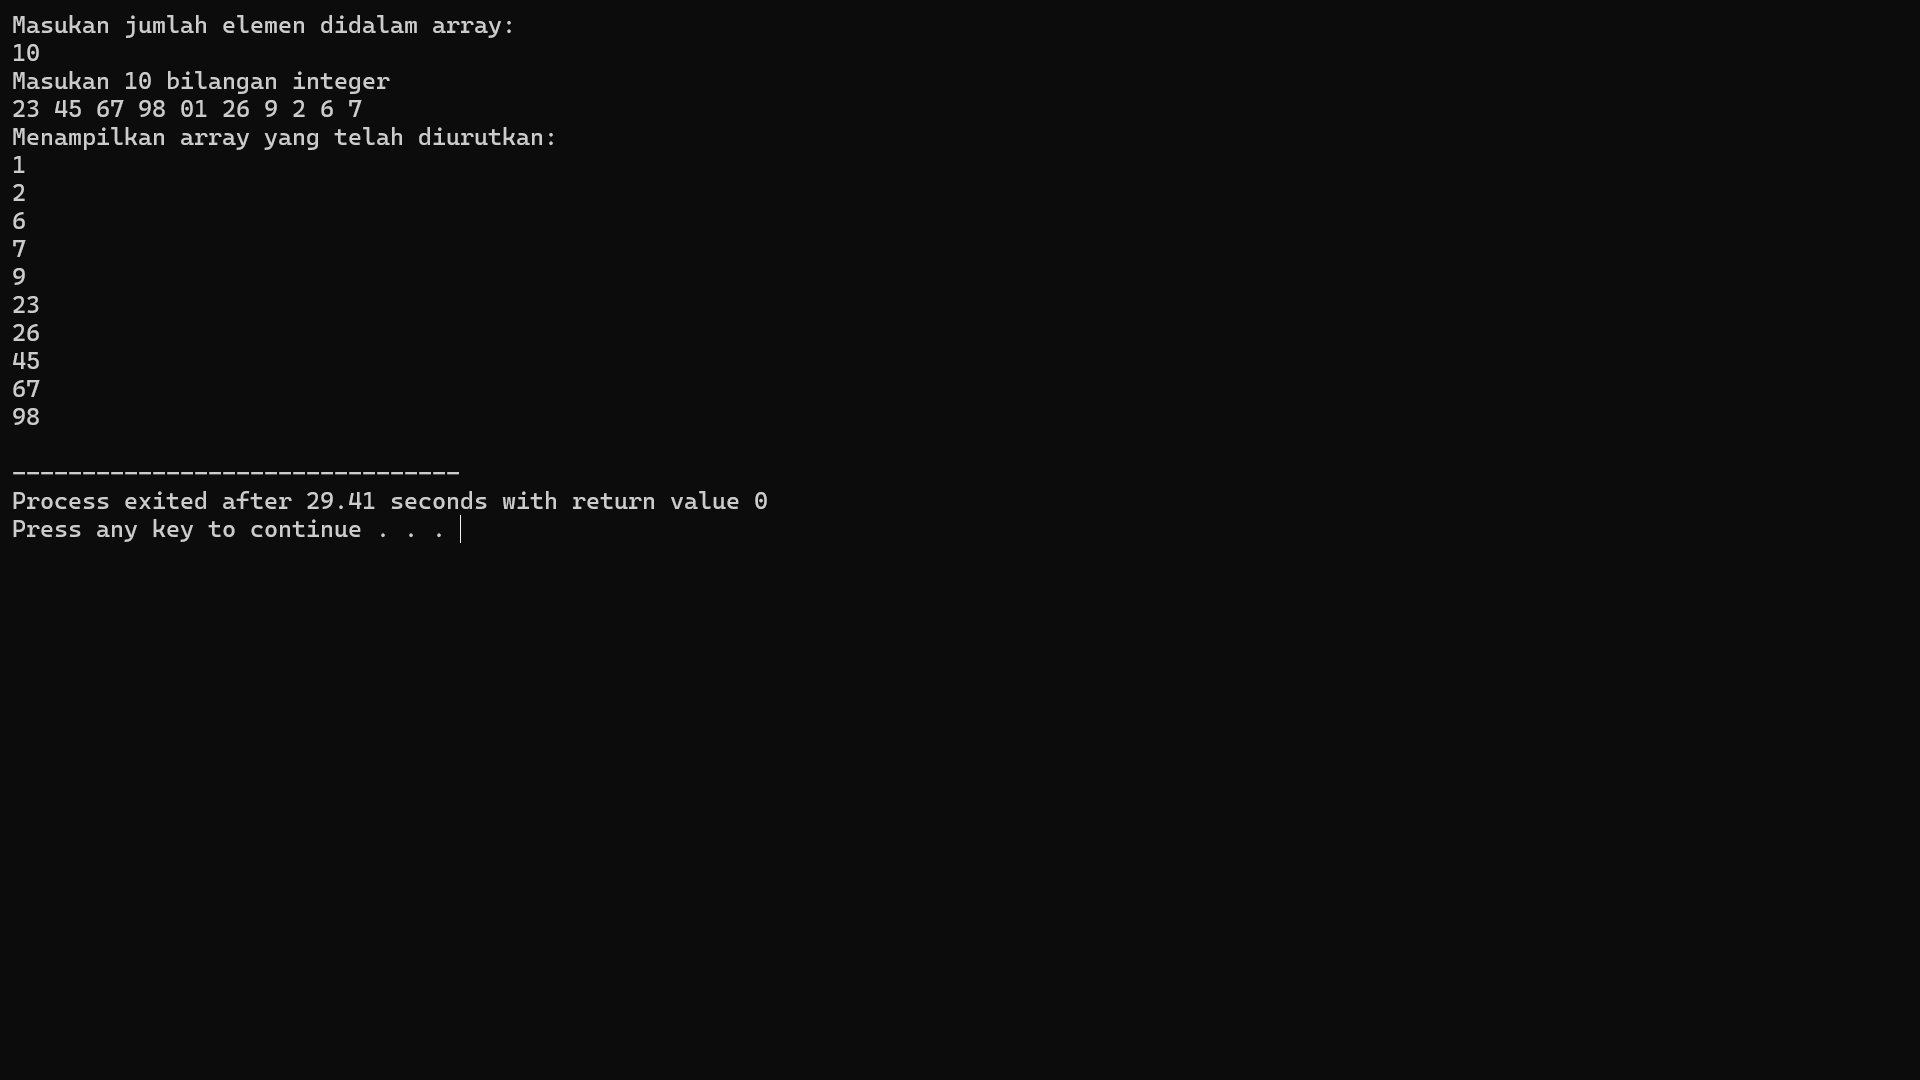 Masukan jumlah elemen didalam array:
10
Masukan 10 bilangan integer
23 45 67 98 01 26 9 2 6 7
Menampilkan array yang telah diurutkan:
1
2
6
7
9
23
26
45
67
98
--------------------------------
Process exited after 29.41 seconds with return value 0
Press any key to continue . . .